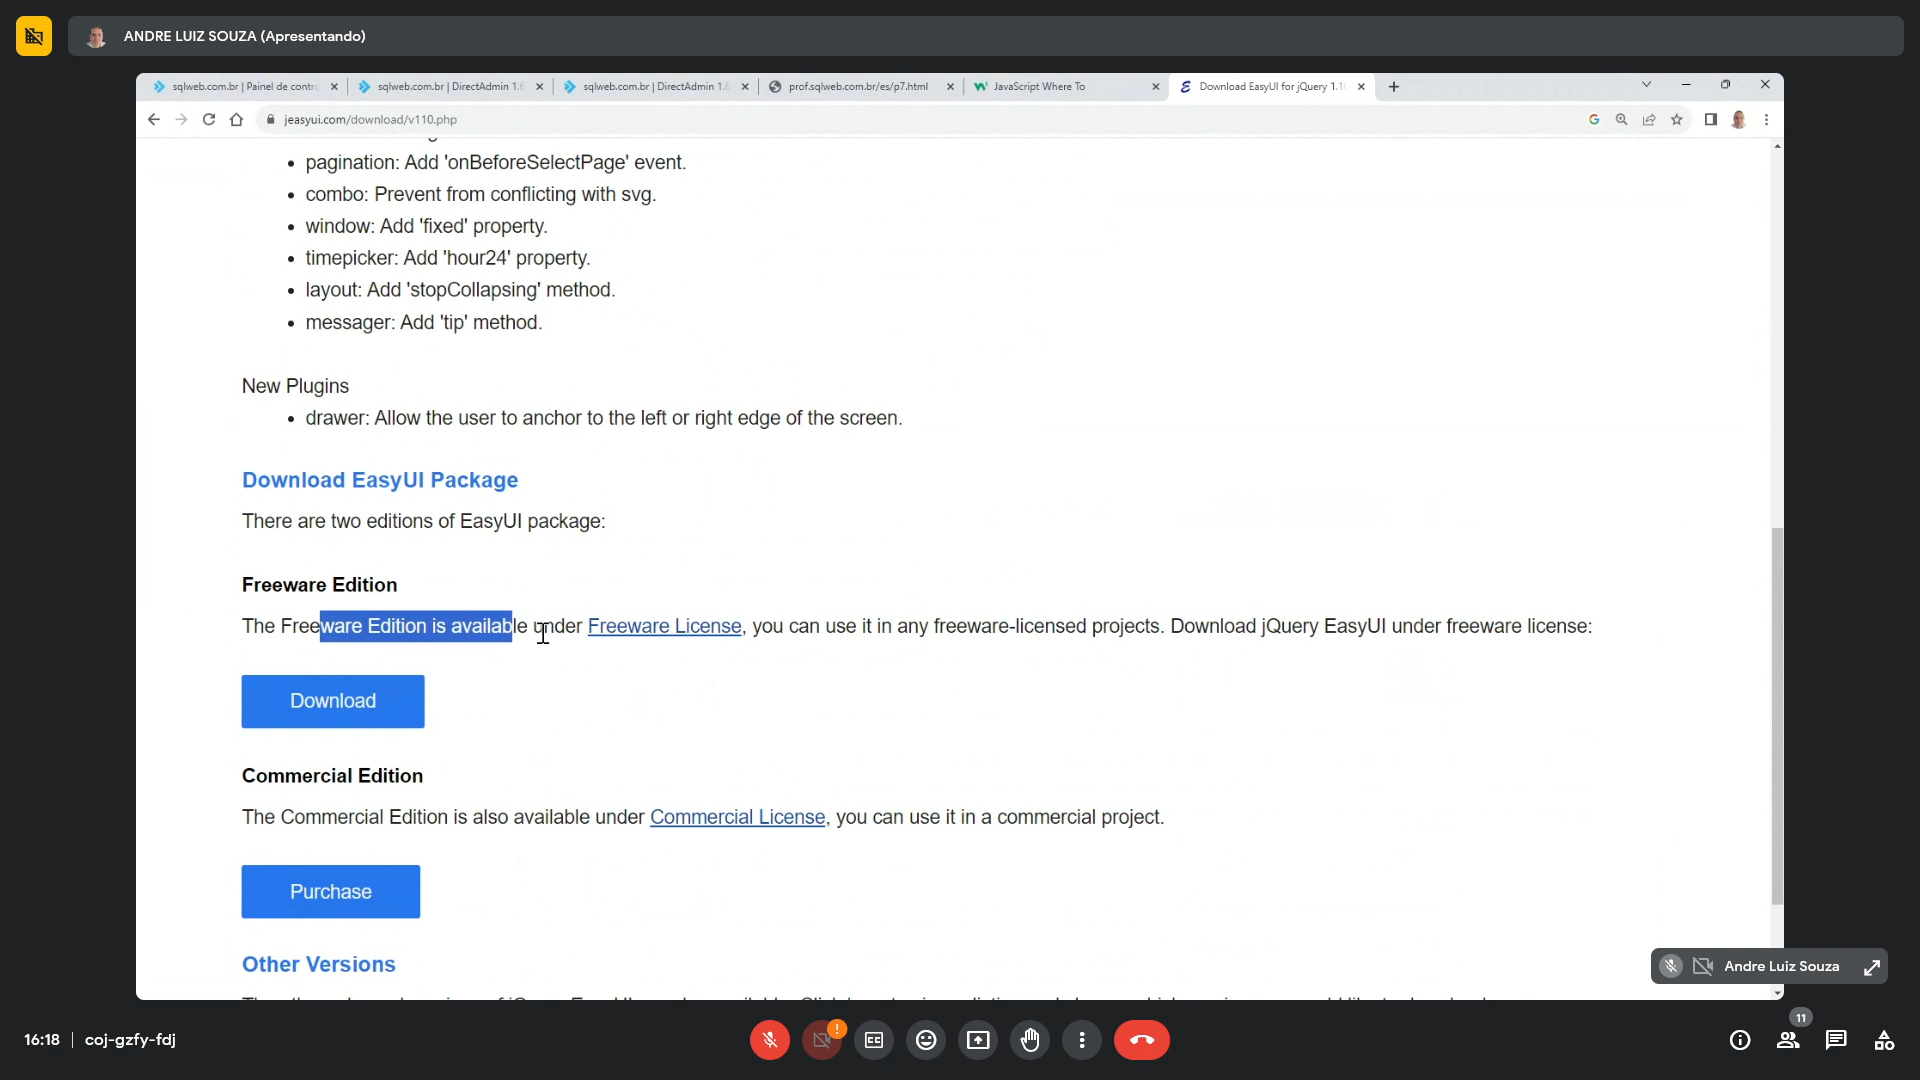 ANDRE LUIZ SOUZA (Apresentando)
sqlweb.com.br | Painel de contr
sqlweb.com.br | DirectAdmin 1.6
sqlweb.com.br | DirectAdmin 1.6
prof.sqlweb.com.br/es/p7.html
JavaScript Where To
Download EasyUI for jQuery 1.1
jeasyui.com/download/v110.php
pagination: Add 'onBeforeSelectPage' event.
combo: Prevent from conflicting with svg.
window: Add 'fixed' property.
timepicker: Add 'hour24' property.
layout: Add 'stopCollapsing' method.
messager: Add 'tip' method.
New Plugins
drawer: Allow the user to anchor to the left or right edge of the screen.
Download EasyUI Package
There are two editions of EasyUI package:
Freeware Edition
The Freeware Edition is available under Freeware License, you can use it in any freeware-licensed projects. Download jQuery EasyUI under freeware license:
Download
Commercial Edition
The Commercial Edition is also available under Commercial License, you can use it in a commercial project.
Purchase
Other Versions
Andre Luiz Souza
16:18 | coj-gzfy-fdj
11